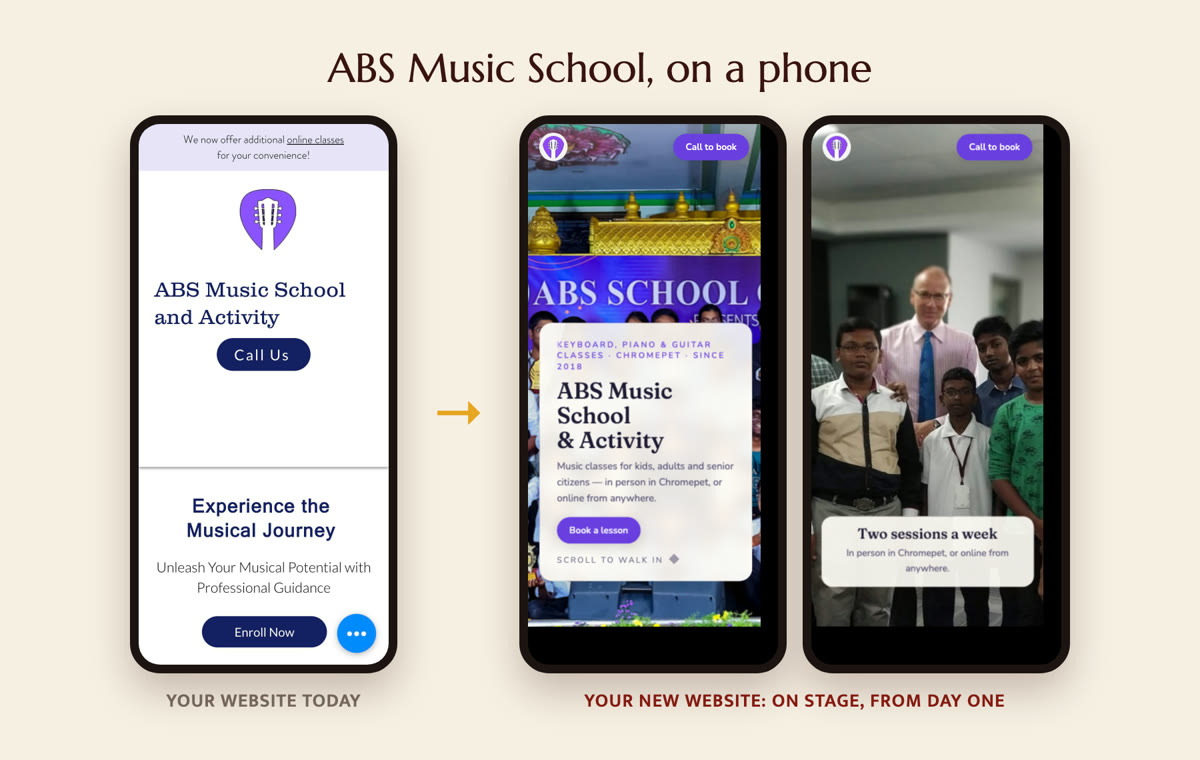 ABS Music School, on a phone
We now offer additional online classes
for your convenience!
ABS Music School
and Activity
Call Us
Experience the
Musical Journey
Unleash Your Musical Potential with
Professional Guidance
Enroll Now
YOUR WEBSITE TODAY
Call to book
ABS SCHOOL
KEYBOARD, PIANO & GUITAR
CLASSES · CHROMEPET · SINCE
2018
ABS Music
School
& Activity
Music classes for kids, adults and senior
citizens — in person in Chromepet, or
online from anywhere.
Book a lesson
SCROLL TO WALK IN
Call to book
Two sessions a week
In person in Chromepet, or online from
anywhere.
YOUR NEW WEBSITE: ON STAGE, FROM DAY ONE